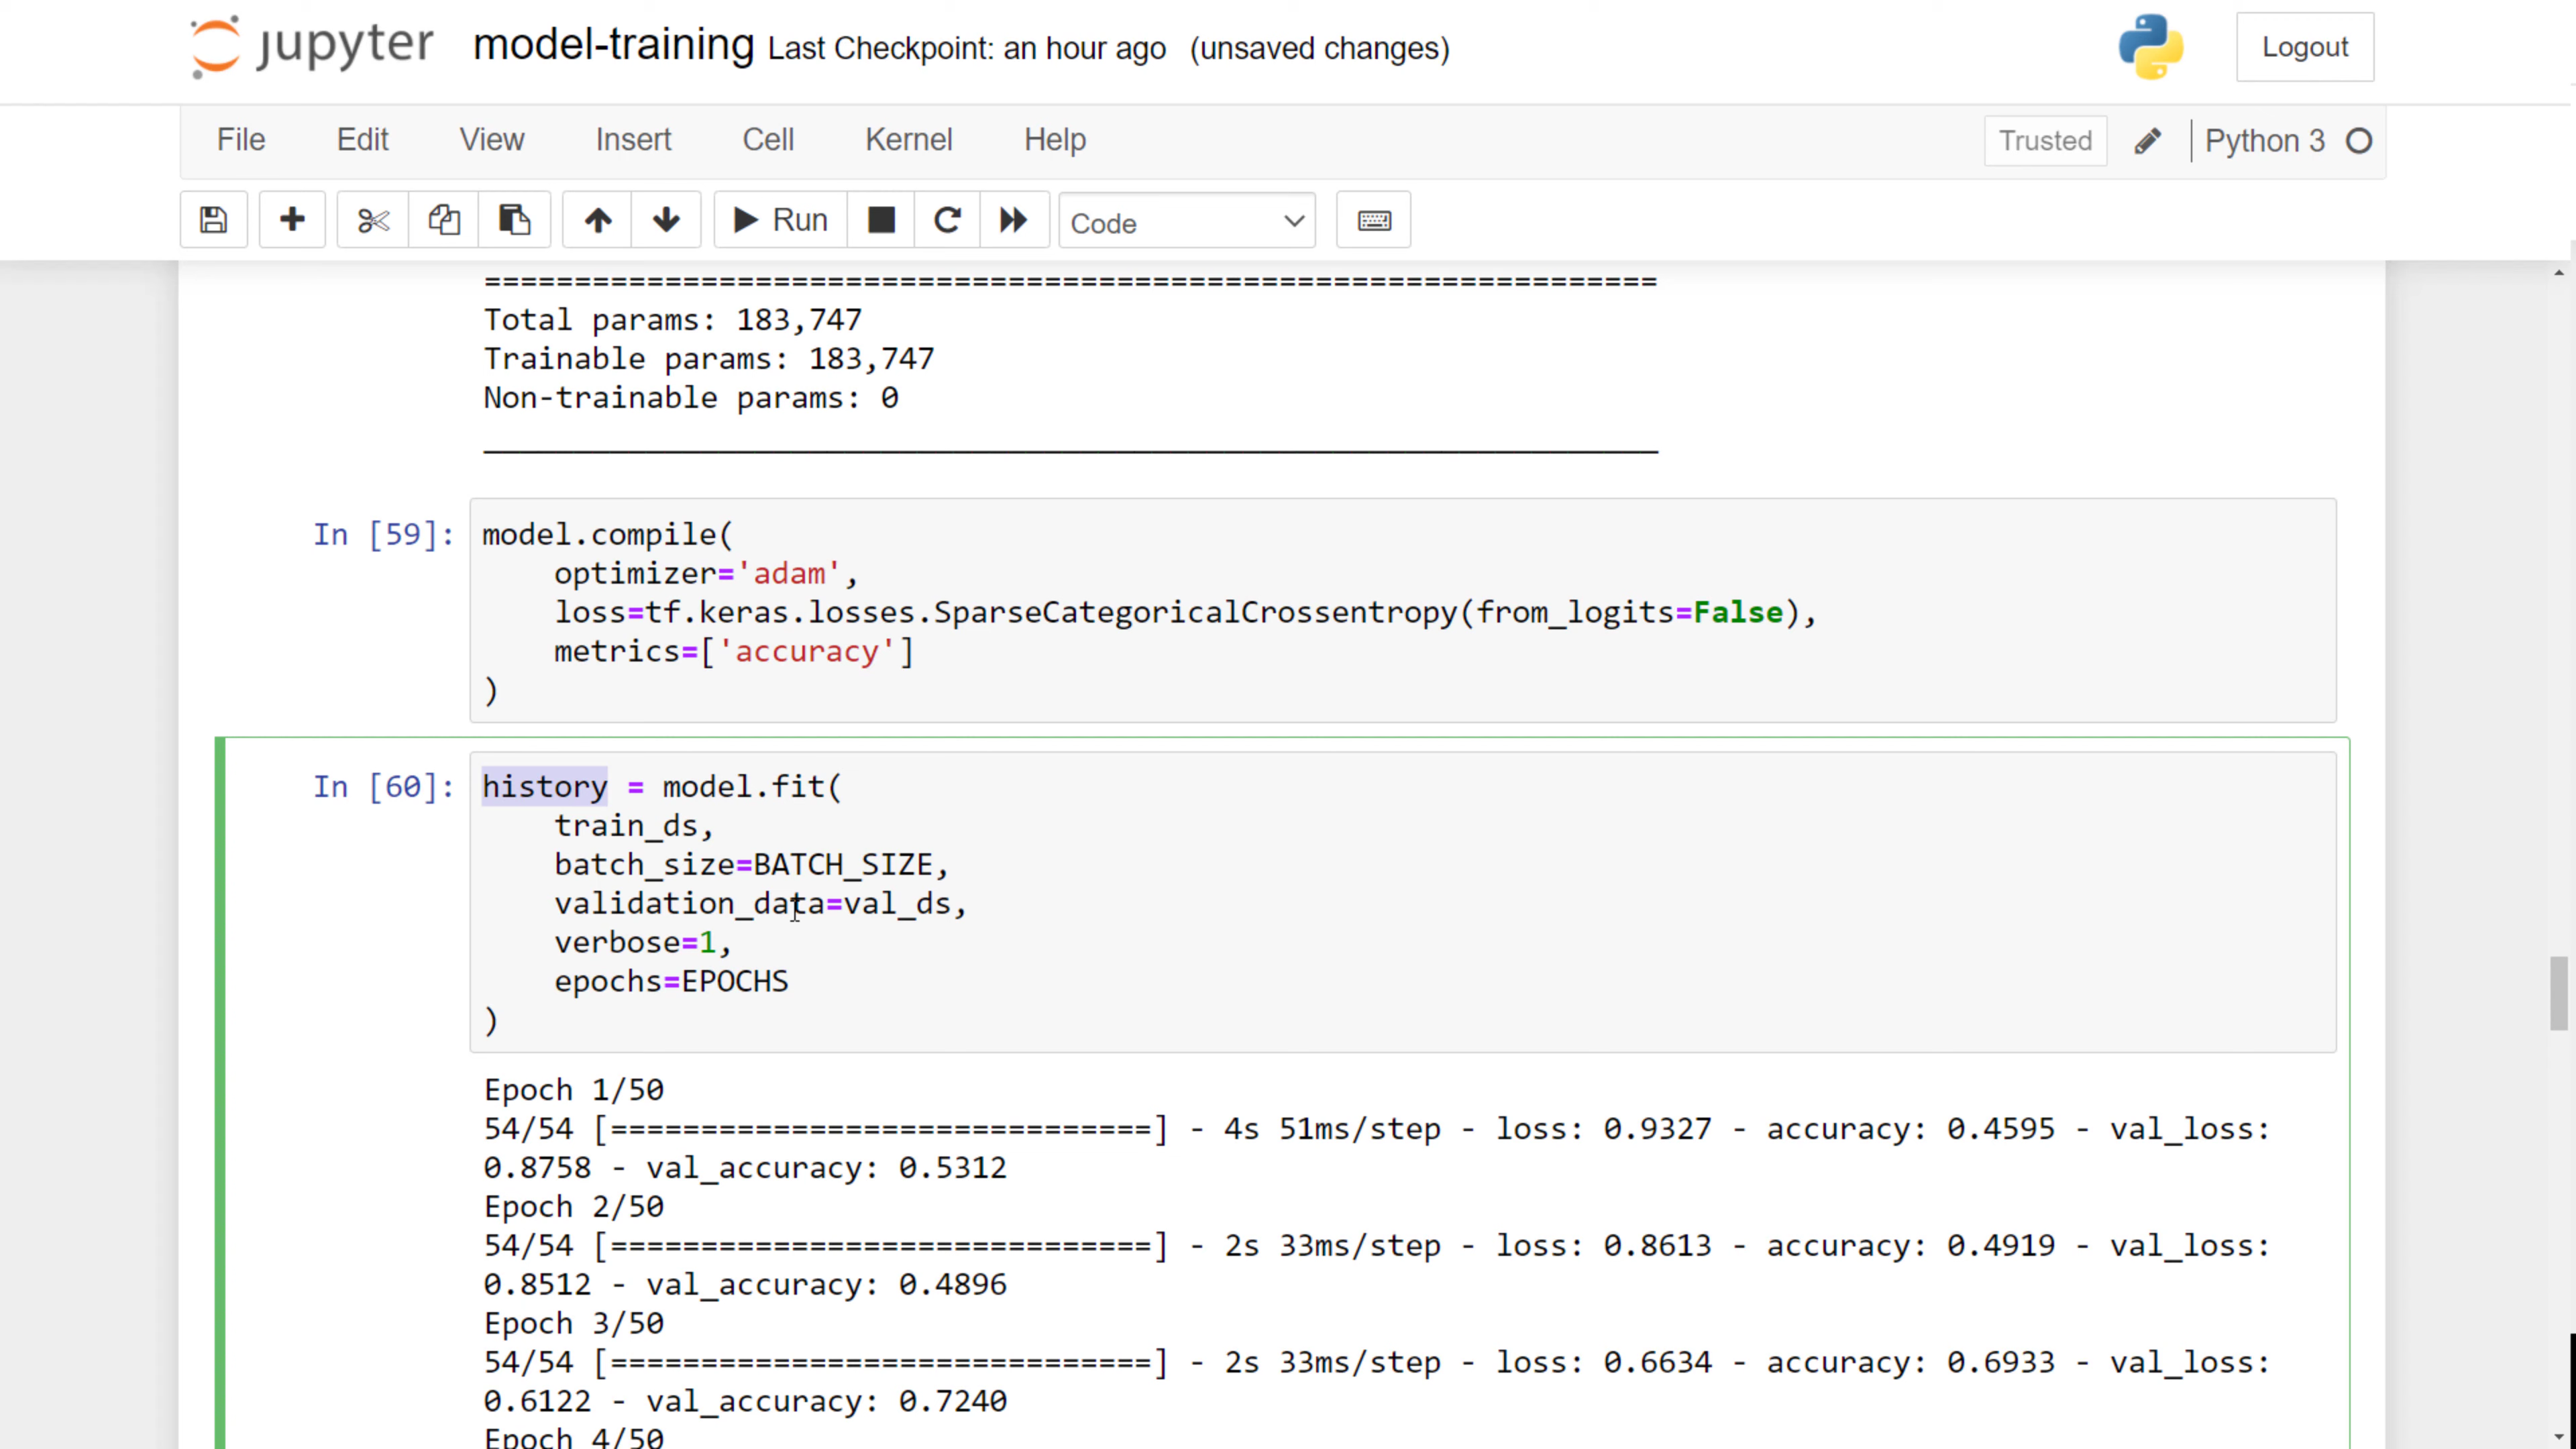 jupyter model-training Last Checkpoint: an hour ago (unsaved changes) Logout
File Edit View Insert Cell Kernel Help Trusted Python 3
Run Code
=================================================================
Total params: 183,747
Trainable params: 183,747
Non-trainable params: 0
_________________________________________________________________
In [59]: model.compile(
optimizer='adam',
loss=tf.keras.losses.SparseCategoricalCrossentropy(from_logits=False),
metrics=['accuracy']
)
In [60]: history = model.fit(
train_ds,
batch_size=BATCH_SIZE,
validation_data=val_ds,
verbose=1,
epochs=EPOCHS
)
Epoch 1/50
54/54 [==============================] - 4s 51ms/step - loss: 0.9327 - accuracy: 0.4595 - val_loss:
0.8758 - val_accuracy: 0.5312
Epoch 2/50
54/54 [==============================] - 2s 33ms/step - loss: 0.8613 - accuracy: 0.4919 - val_loss:
0.8512 - val_accuracy: 0.4896
Epoch 3/50
54/54 [==============================] - 2s 33ms/step - loss: 0.6634 - accuracy: 0.6933 - val_loss:
0.6122 - val_accuracy: 0.7240
Epoch 4/50